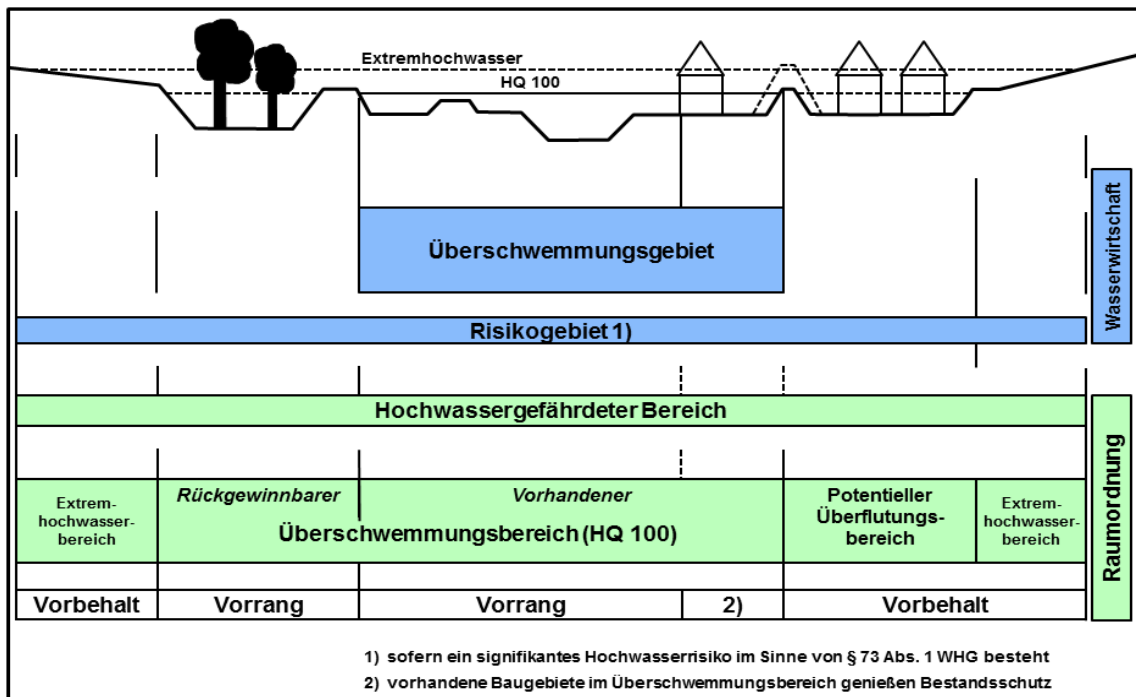 Extremhochwasser
HQ 100
Überschwemmungsgebiet
Wasserwirtschaft
Risikogebiet 1)
Hochwassergefährdeter Bereich
Raumordnung
Extrem-
hochwasser-
bereich
Rückgewinnbarer
Vorhandener
Überschwemmungsbereich (HQ 100)
Potentieller
Überflutungs-
bereich
Extrem-
hochwasser-
bereich
Vorbehalt
Vorrang
Vorrang
2)
Vorbehalt
1) sofern ein signifikantes Hochwasserrisiko im Sinne von § 73 Abs. 1 WHG besteht
2) vorhandene Baugebiete im Überschwemmungsbereich genießen Bestandsschutz